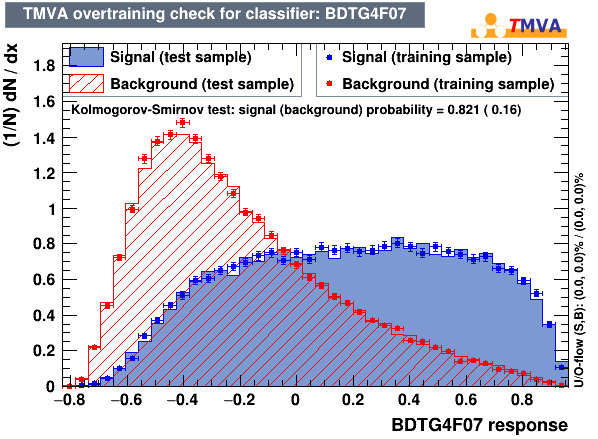 TMVA overtraining check for classifier: BDTG4F07
TMVA
Signal (test sample)
Background (test sample)
Signal (training sample)
Background (training sample)
Kolmogorov-Smirnov test: signal (background) probability = 0.821 ( 0.16)
(1/N) dN / dx
1.8
1.6
1.4
1.2
1
0.8
0.6
0.4
0.2
0
−0.8 −0.6 −0.4 −0.2 0 0.2 0.4 0.6 0.8
BDTG4F07 response
U/O-flow (S,B): (0.0, 0.0)% / (0.0, 0.0)%